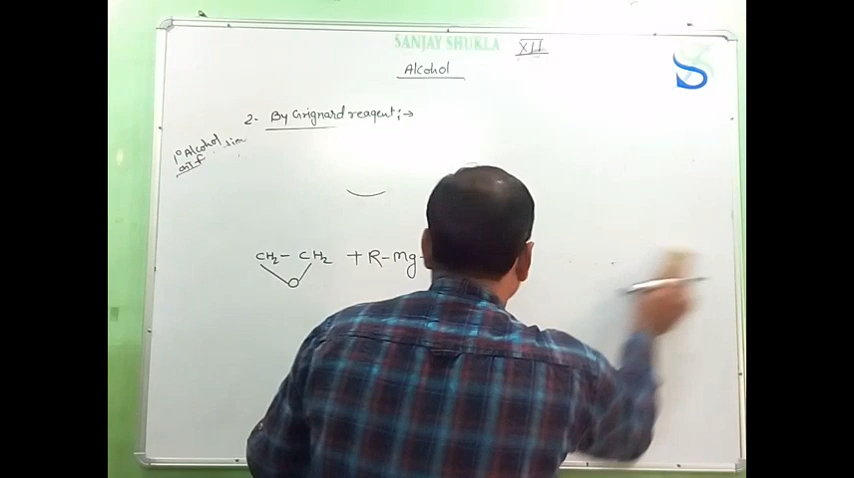 SANJAY SHUKLA
XII
Alcohol
2- By Grignard reagent :→
1° Alcohol
CH2- CH2 + R-Mg-
O
S